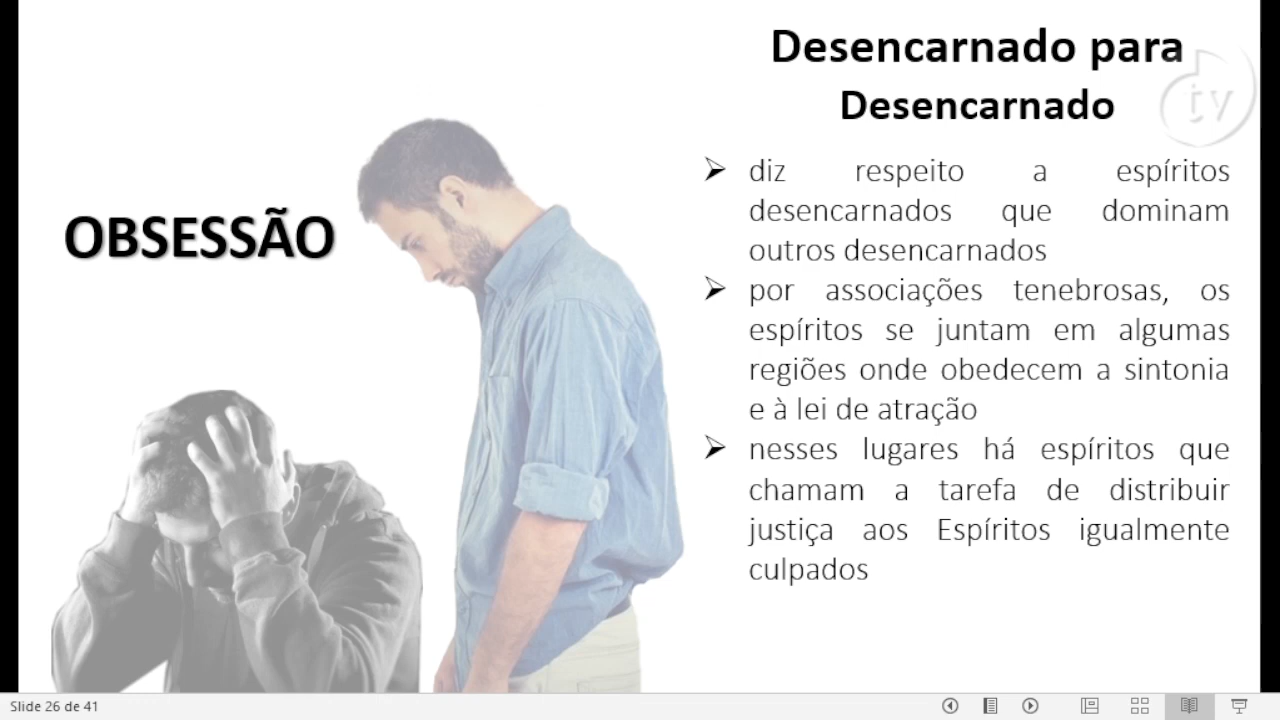 Desencarnado para
Desencarnado
tv
OBSESSÃO
➢ diz respeito a espíritos
desencarnados que dominam
outros desencarnados
➢ por associações tenebrosas, os
espíritos se juntam em algumas
regiões onde obedecem a sintonia
e à lei de atração
➢ nesses lugares há espíritos que
chamam a tarefa de distribuir
justiça aos Espíritos igualmente
culpados
Slide 26 de 41